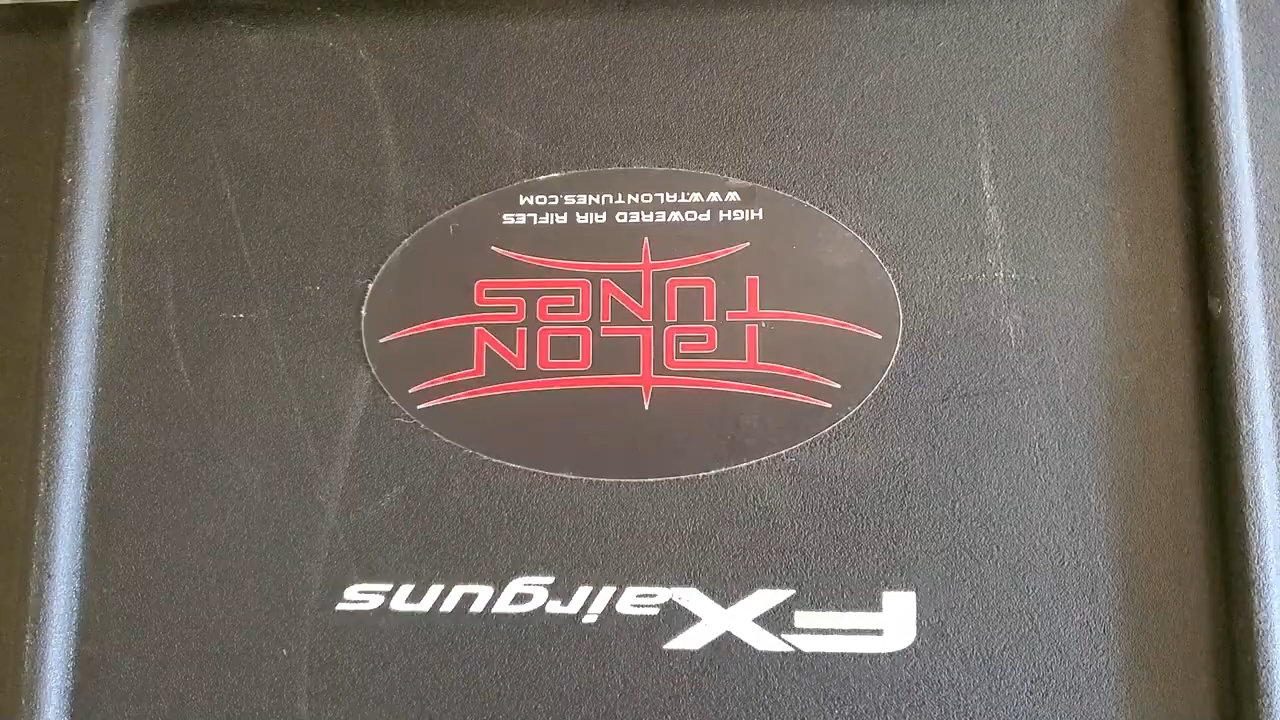 FXairguns
TaLON
TUNeS
HIGH POWERED AIR RIFLES
WWW.TALONTUNES.COM